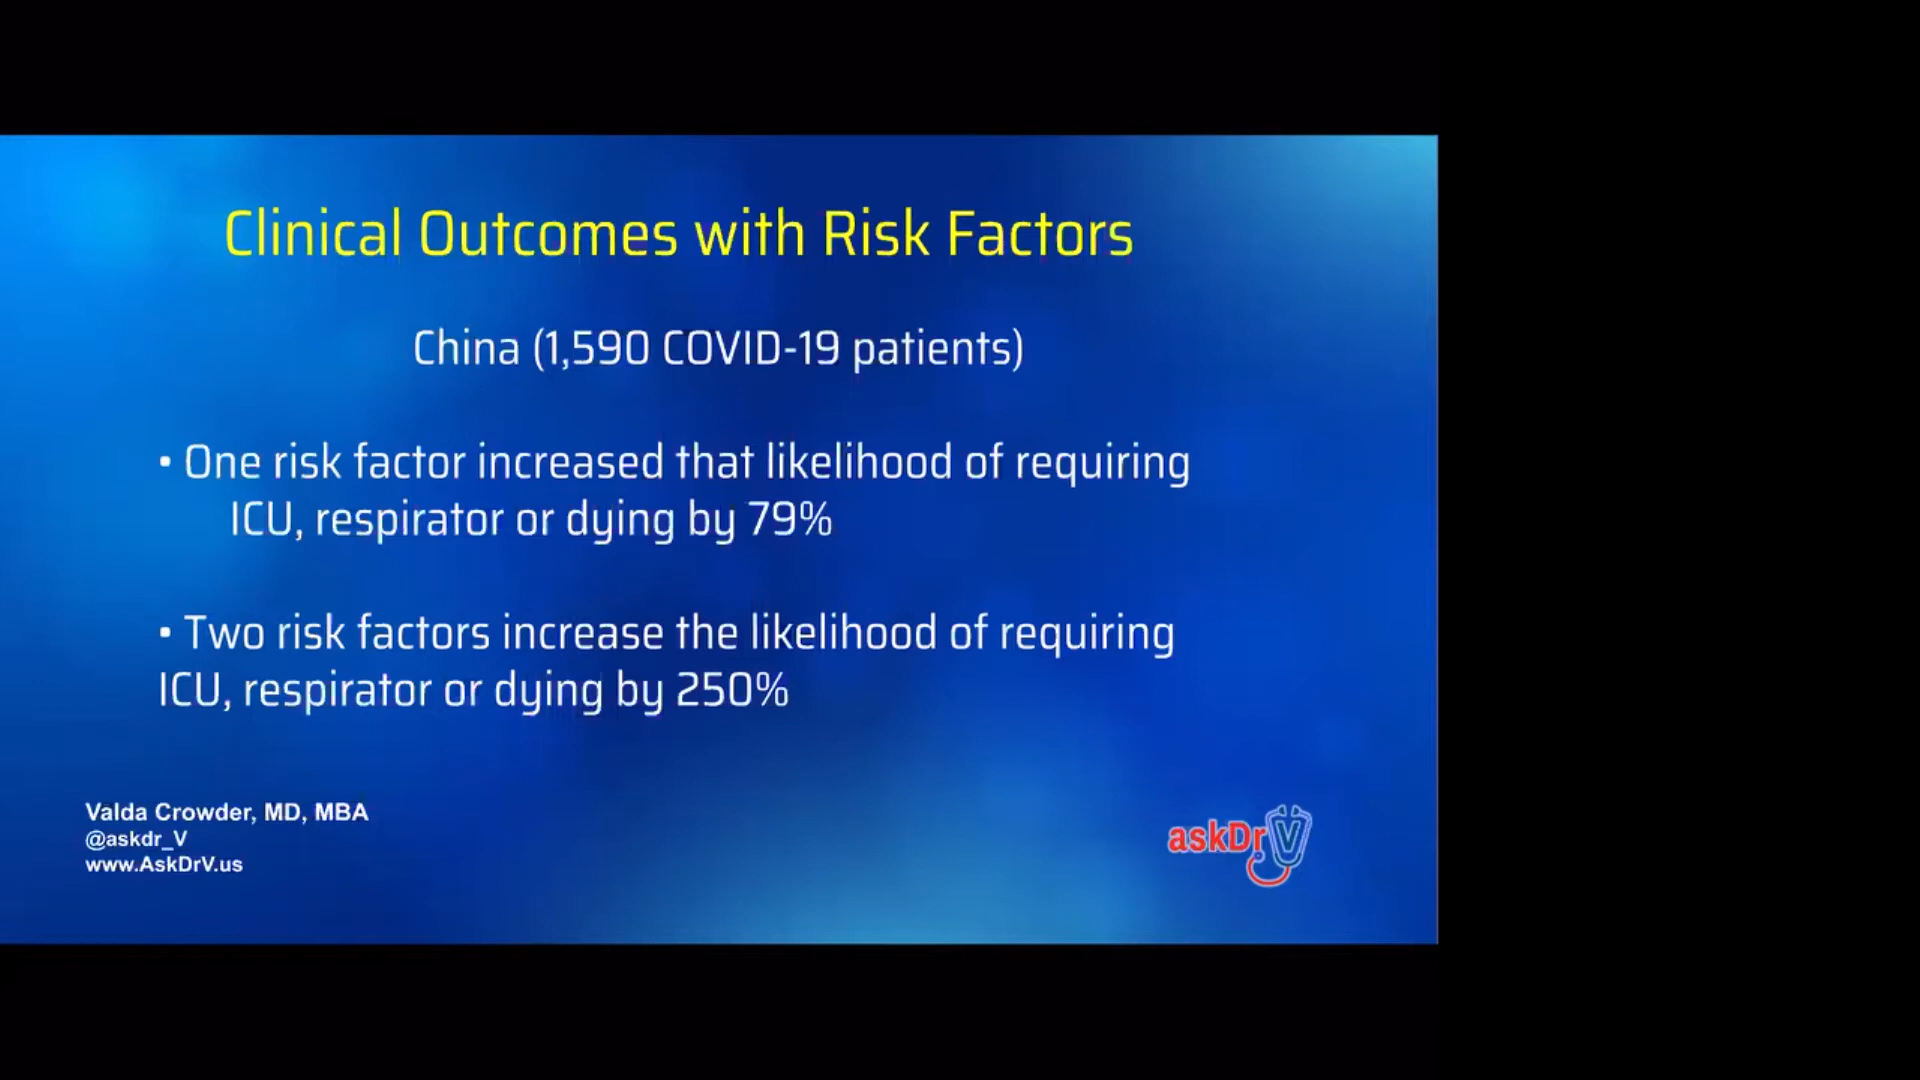 Clinical Outcomes with Risk Factors
China (1,590 COVID-19 patients)
• One risk factor increased that likelihood of requiring
ICU, respirator or dying by 79%
• Two risk factors increase the likelihood of requiring
ICU, respirator or dying by 250%
Valda Crowder, MD, MBA
@askdr_V
www.AskDrV.us
askDrV